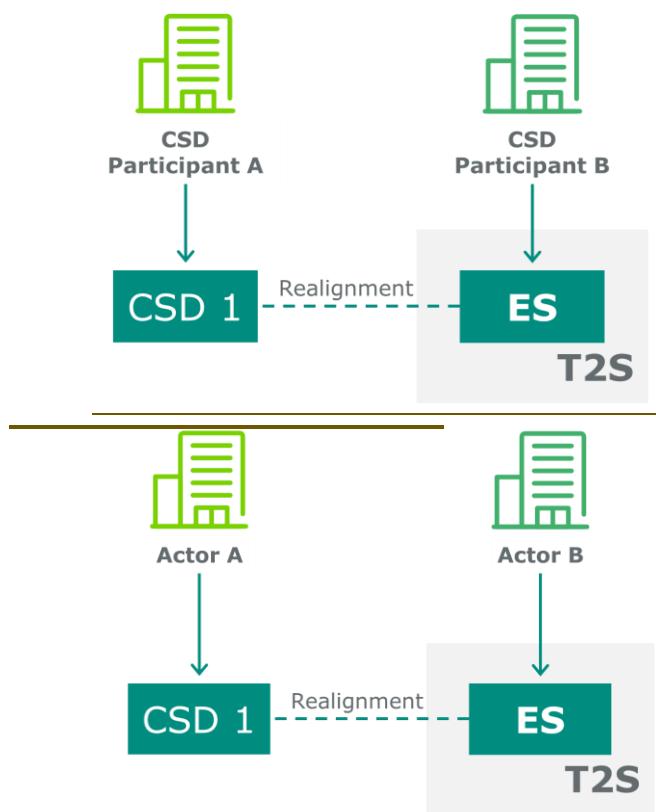 CSD
Participant A
CSD
Participant B
CSD 1
Realignment
ES
T2S
Actor A
Actor B
CSD 1
Realignment
ES
T2S